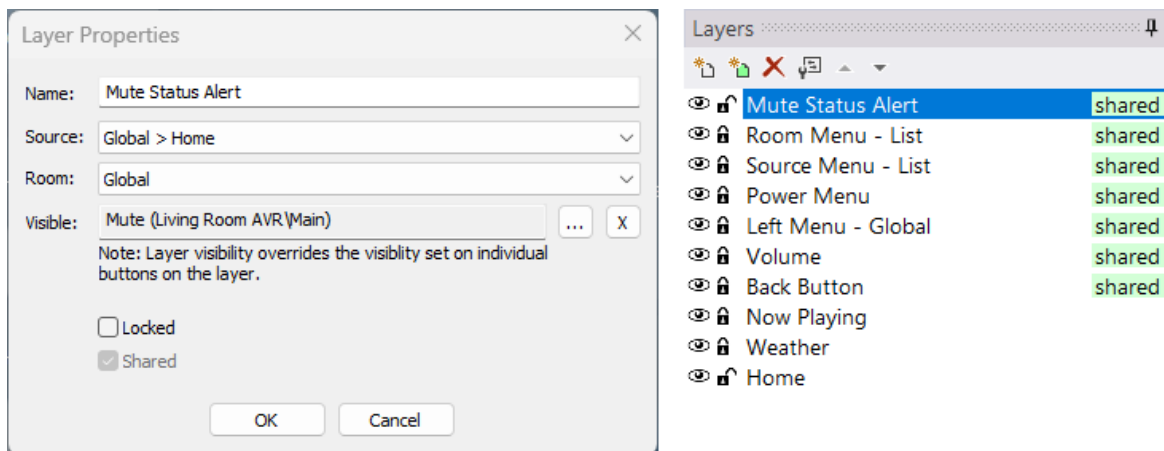 Layer Properties
Name: Mute Status Alert
Source: Global > Home
Room: Global
Visible: Mute (Living Room AVR\Main) ... X
Note: Layer visibility overrides the visiblity set on individual
buttons on the layer.
Locked
Shared
OK Cancel
Layers
Mute Status Alert shared
Room Menu - List shared
Source Menu - List shared
Power Menu shared
Left Menu - Global shared
Volume shared
Back Button shared
Now Playing
Weather
Home